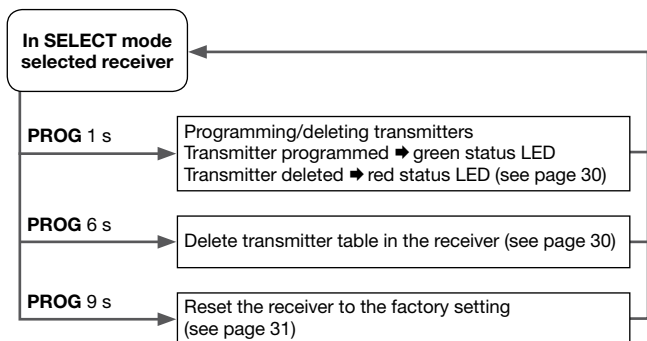 In SELECT mode
selected receiver
PROG 1 s
Programming/deleting transmitters
Transmitter programmed ➡ green status LED
Transmitter deleted ➡ red status LED (see page 30)
PROG 6 s
Delete transmitter table in the receiver (see page 30)
PROG 9 s
Reset the receiver to the factory setting
(see page 31)